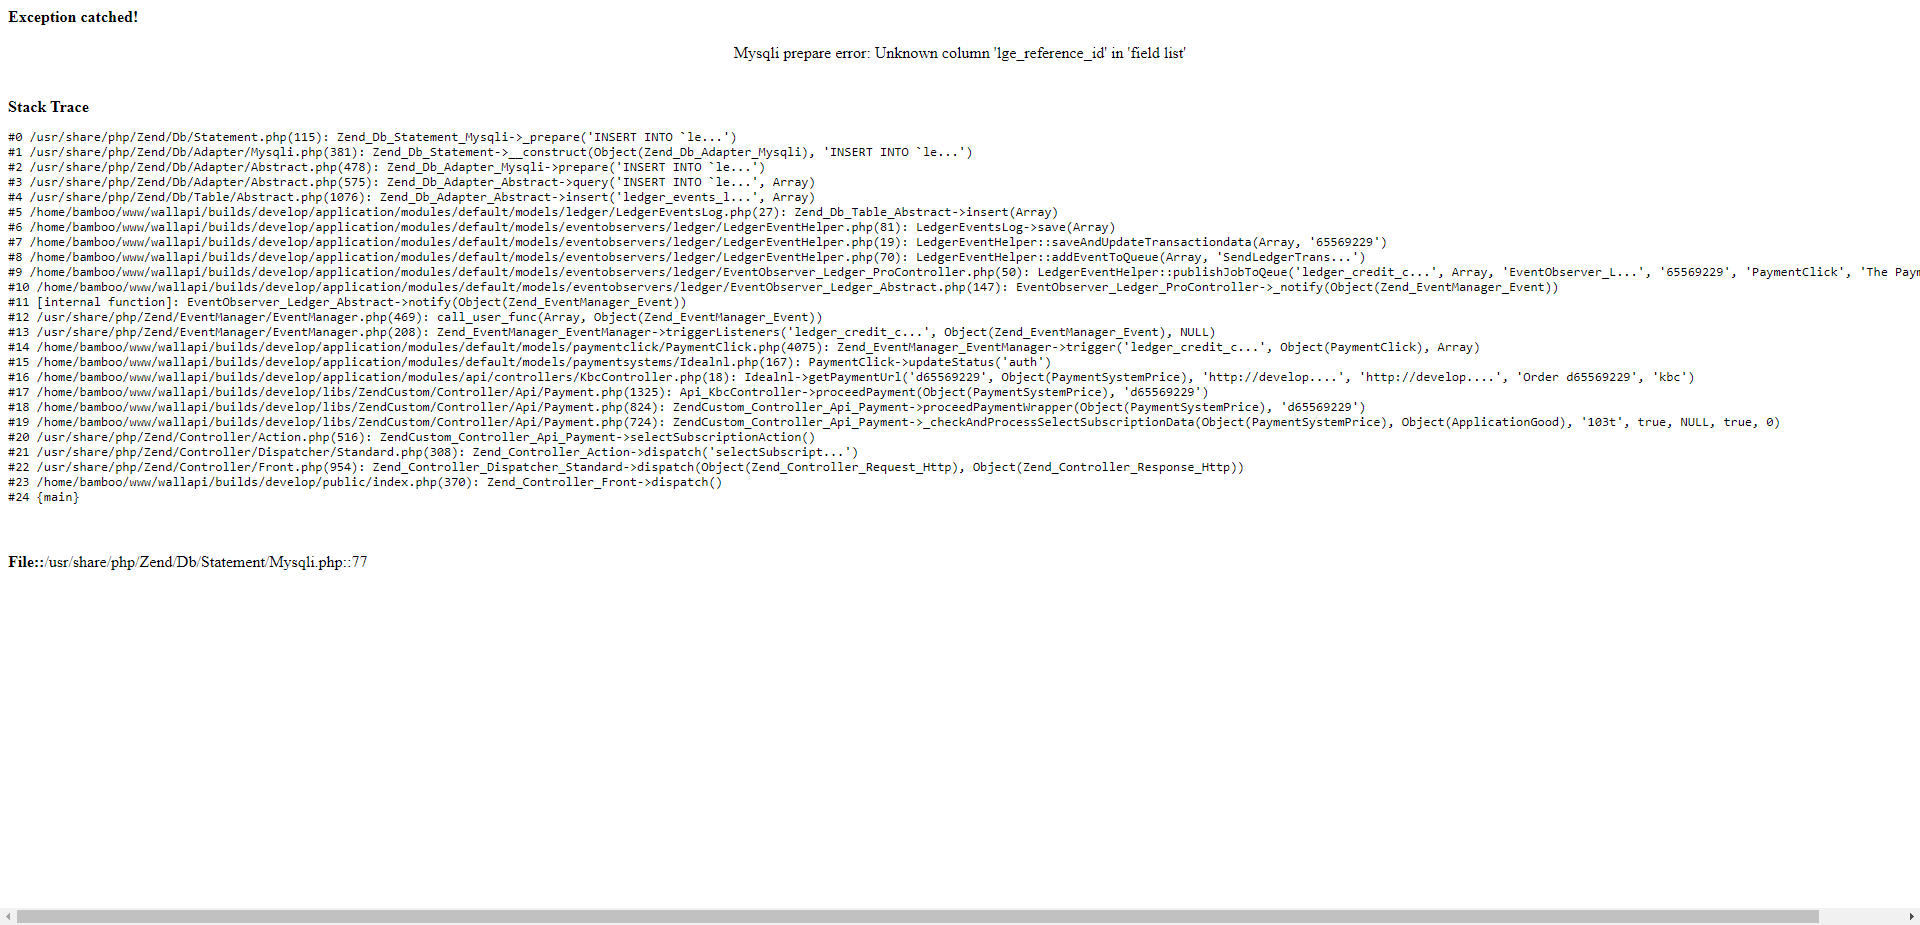 Exception catched!
Mysqli prepare error: Unknown column 'lge_reference_id' in 'field list'
Stack Trace
#0 /usr/share/php/Zend/Db/Statement.php(115): Zend_Db_Statement_Mysqli->_prepare('INSERT INTO `le...')
#1 /usr/share/php/Zend/Db/Adapter/Mysqli.php(381): Zend_Db_Statement->__construct(Object(Zend_Db_Adapter_Mysqli), 'INSERT INTO `le...')
#2 /usr/share/php/Zend/Db/Adapter/Abstract.php(478): Zend_Db_Adapter_Mysqli->prepare('INSERT INTO `le...')
#3 /usr/share/php/Zend/Db/Adapter/Abstract.php(575): Zend_Db_Adapter_Abstract->query('INSERT INTO `le...', Array)
#4 /usr/share/php/Zend/Db/Table/Abstract.php(1076): Zend_Db_Adapter_Abstract->insert('ledger_events_l...', Array)
#5 /home/bamboo/www/wallapi/builds/develop/application/modules/default/models/ledger/LedgerEventsLog.php(27): Zend_Db_Table_Abstract->insert(Array)
#6 /home/bamboo/www/wallapi/builds/develop/application/modules/default/models/eventobservers/ledger/LedgerEventHelper.php(81): LedgerEventsLog->save(Array)
#7 /home/bamboo/www/wallapi/builds/develop/application/modules/default/models/eventobservers/ledger/LedgerEventHelper.php(19): LedgerEventHelper::saveAndUpdateTransactiondata(Array, '65569229')
#8 /home/bamboo/www/wallapi/builds/develop/application/modules/default/models/eventobservers/ledger/LedgerEventHelper.php(70): LedgerEventHelper::addEventToQueue(Array, 'SendLedgerTrans...')
#9 /home/bamboo/www/wallapi/builds/develop/application/modules/default/models/eventobservers/ledger/EventObserver_Ledger_ProController.php(50): LedgerEventHelper::publishJobToQeue('ledger_credit_c...', Array, 'EventObserver_L...', '65569229', 'PaymentClick', 'The Paym
#10 /home/bamboo/www/wallapi/builds/develop/application/modules/default/models/eventobservers/ledger/EventObserver_Ledger_Abstract.php(147): EventObserver_Ledger_ProController->_notify(Object(Zend_EventManager_Event))
#11 [internal function]: EventObserver_Ledger_Abstract->notify(Object(Zend_EventManager_Event))
#12 /usr/share/php/Zend/EventManager/EventManager.php(469): call_user_func(Array, Object(Zend_EventManager_Event))
#13 /usr/share/php/Zend/EventManager/EventManager.php(208): Zend_EventManager_EventManager->triggerListeners('ledger_credit_c...', Object(Zend_EventManager_Event), NULL)
#14 /home/bamboo/www/wallapi/builds/develop/application/modules/default/models/paymentclick/PaymentClick.php(4075): Zend_EventManager_EventManager->trigger('ledger_credit_c...', Object(PaymentClick), Array)
#15 /home/bamboo/www/wallapi/builds/develop/application/modules/default/models/paymentsystems/Idealnl.php(167): PaymentClick->updateStatus('auth')
#16 /home/bamboo/www/wallapi/builds/develop/application/modules/api/controllers/KbcController.php(18): Idealnl->getPaymentUrl('d65569229', Object(PaymentSystemPrice), 'http://develop....', 'http://develop....', 'Order d65569229', 'kbc')
#17 /home/bamboo/www/wallapi/builds/develop/libs/ZendCustom/Controller/Api/Payment.php(1325): Api_KbcController->proceedPayment(Object(PaymentSystemPrice), 'd65569229')
#18 /home/bamboo/www/wallapi/builds/develop/libs/ZendCustom/Controller/Api/Payment.php(824): ZendCustom_Controller_Api_Payment->proceedPaymentWrapper(Object(PaymentSystemPrice), 'd65569229')
#19 /home/bamboo/www/wallapi/builds/develop/libs/ZendCustom/Controller/Api/Payment.php(724): ZendCustom_Controller_Api_Payment->_checkAndProcessSelectSubscriptionData(Object(PaymentSystemPrice), Object(ApplicationGood), '103t', true, NULL, true, 0)
#20 /usr/share/php/Zend/Controller/Action.php(516): ZendCustom_Controller_Api_Payment->selectSubscriptionAction()
#21 /usr/share/php/Zend/Controller/Dispatcher/Standard.php(308): Zend_Controller_Action->dispatch('selectSubscript...')
#22 /usr/share/php/Zend/Controller/Front.php(954): Zend_Controller_Dispatcher_Standard->dispatch(Object(Zend_Controller_Request_Http), Object(Zend_Controller_Response_Http))
#23 /home/bamboo/www/wallapi/builds/develop/public/index.php(370): Zend_Controller_Front->dispatch()
#24 {main}
File::/usr/share/php/Zend/Db/Statement/Mysqli.php::77